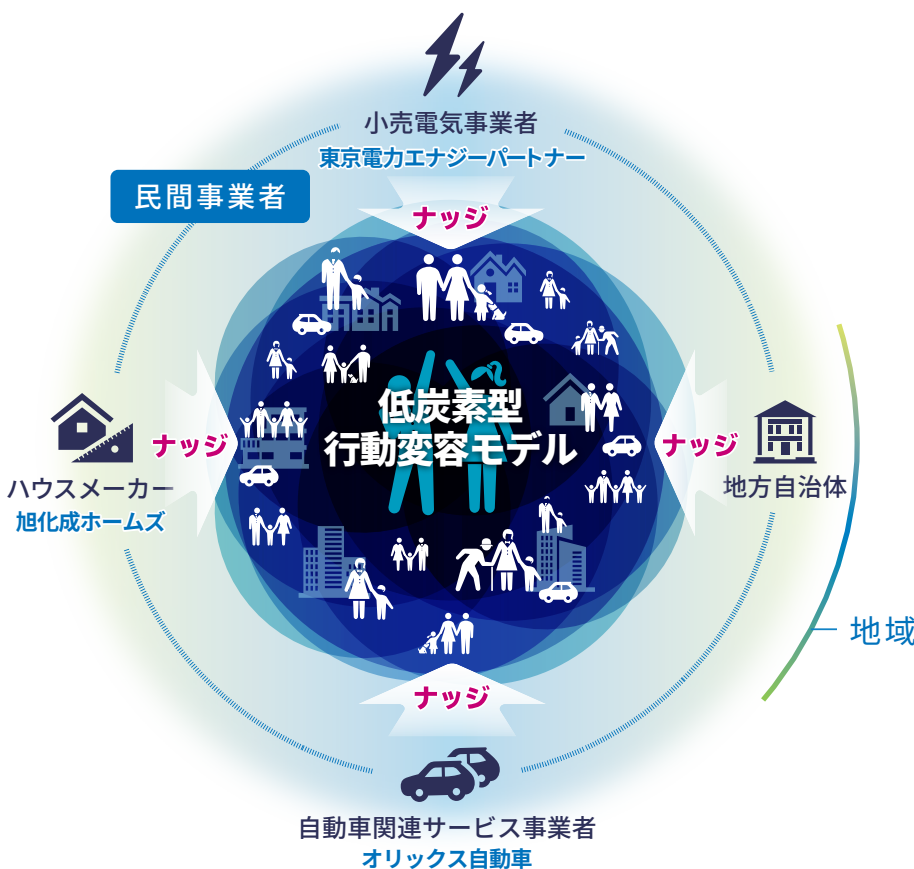 小売電気事業者
東京電力エナジーパートナー
民間事業者
ナッジ
低炭素型
行動変容モデル
ナッジ
ハウスメーカー
旭化成ホームズ
ナッジ
地方自治体
地域
ナッジ
自動車関連サービス事業者
オリックス自動車